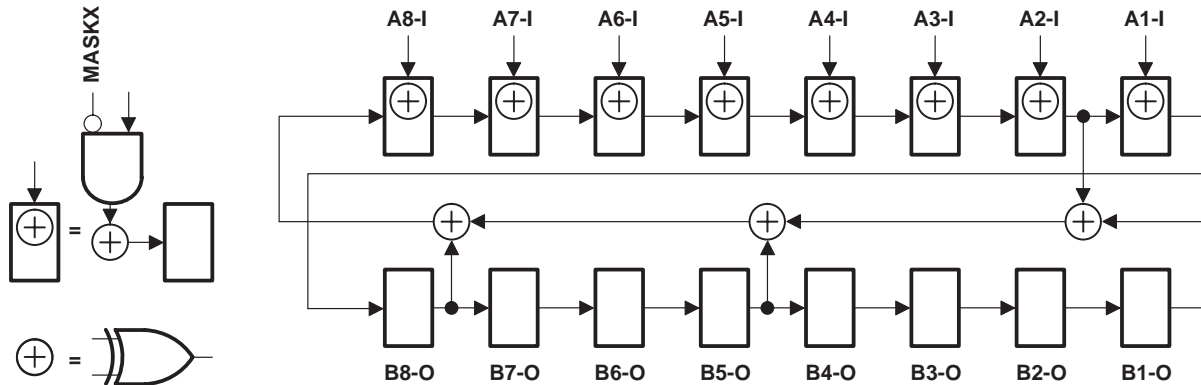 A8-I A7-I A6-I A5-I A4-I A3-I A2-I A1-I
MASKX
=
=
B8-O B7-O B6-O B5-O B4-O B3-O B2-O B1-O